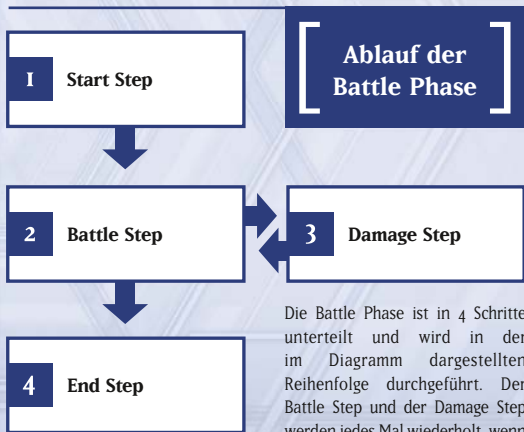 Ablauf der
Battle Phase
1 Start Step
2 Battle Step
3 Damage Step
4 End Step
Die Battle Phase ist in 4 Schritte
unterteilt und wird in der
im Diagramm dargestellten
Reihenfolge durchgeführt. Der
Battle Step und der Damage Step
werden jedes Mal wiederholt, wenn